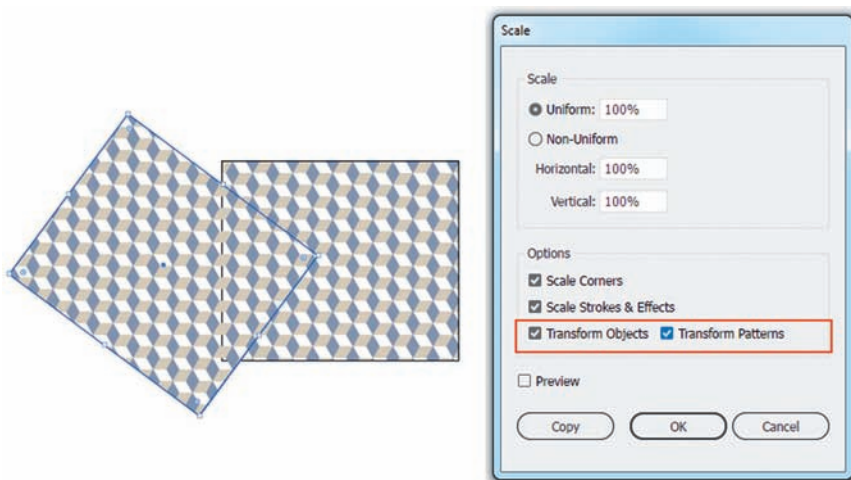 Scale
Scale
Uniform: 100%
Non-Uniform
Horizontal: 100%
Vertical: 100%
Options
Scale Corners
Scale Strokes & Effects
Transform Objects Transform Patterns
Preview
Copy OK Cancel